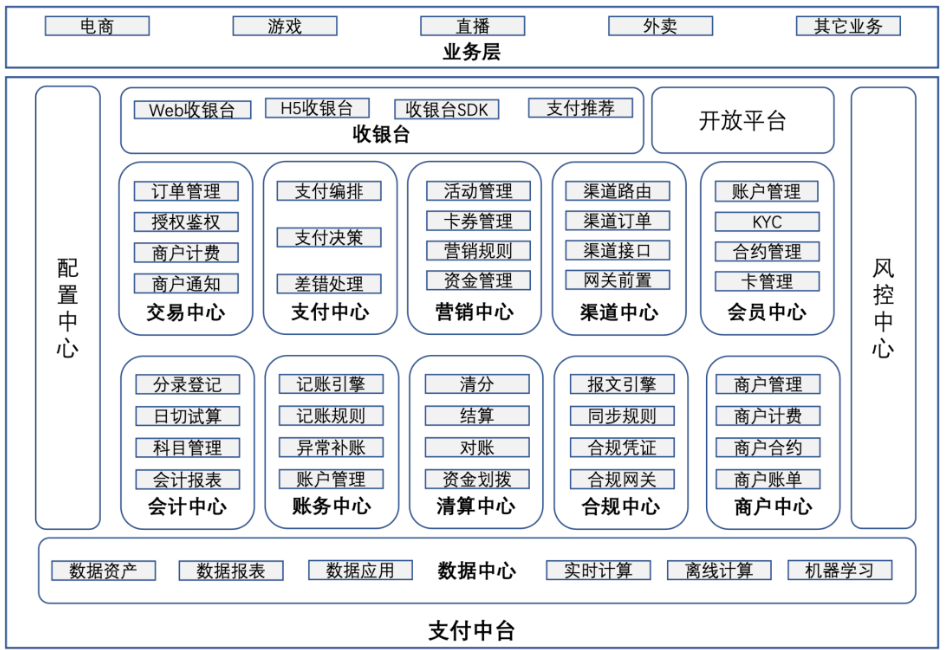 电商 游戏 直播 外卖 其它业务
业务层
Web收银台 H5收银台 收银台SDK 支付推荐
收银台
开放平台
配置中心
订单管理
授权鉴权
商户计费
商户通知
交易中心
支付编排
支付决策
差错处理
支付中心
活动管理
卡券管理
营销规则
资金管理
营销中心
渠道路由
渠道订单
渠道接口
网关前置
渠道中心
账户管理
KYC
合约管理
卡管理
会员中心
风控中心
分录登记
日切试算
科目管理
会计报表
会计中心
记账引擎
记账规则
异常补账
账户管理
账务中心
清分
结算
对账
资金划拨
清算中心
报文引擎
同步规则
合规凭证
合规网关
合规中心
商户管理
商户计费
商户合约
商户账单
商户中心
数据资产 数据报表 数据应用 数据中心 实时计算 离线计算 机器学习
支付中台